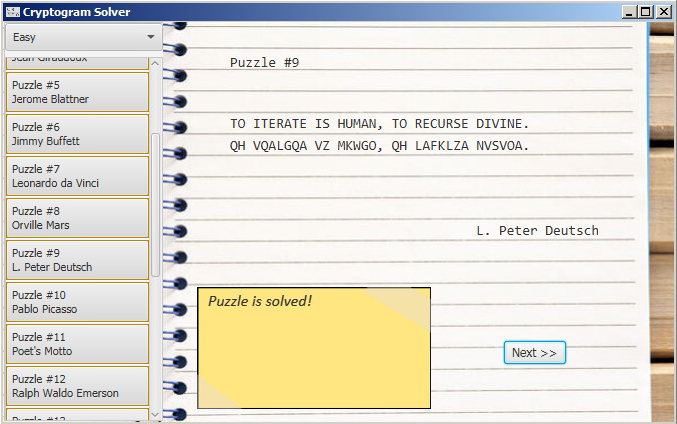 Cryptogram Solver
Easy
Jean Giraudoux
Puzzle #5
Jerome Blattner
Puzzle #6
Jimmy Buffett
Puzzle #7
Leonardo da Vinci
Puzzle #8
Orville Mars
Puzzle #9
L. Peter Deutsch
Puzzle #10
Pablo Picasso
Puzzle #11
Poet's Motto
Puzzle #12
Ralph Waldo Emerson
Puzzle #13
Puzzle #9
TO ITERATE IS HUMAN, TO RECURSE DIVINE.
QH VQALGQA VZ MKWGO, QH LAFKLZA NVSVOA.
L. Peter Deutsch
Puzzle is solved!
Next >>